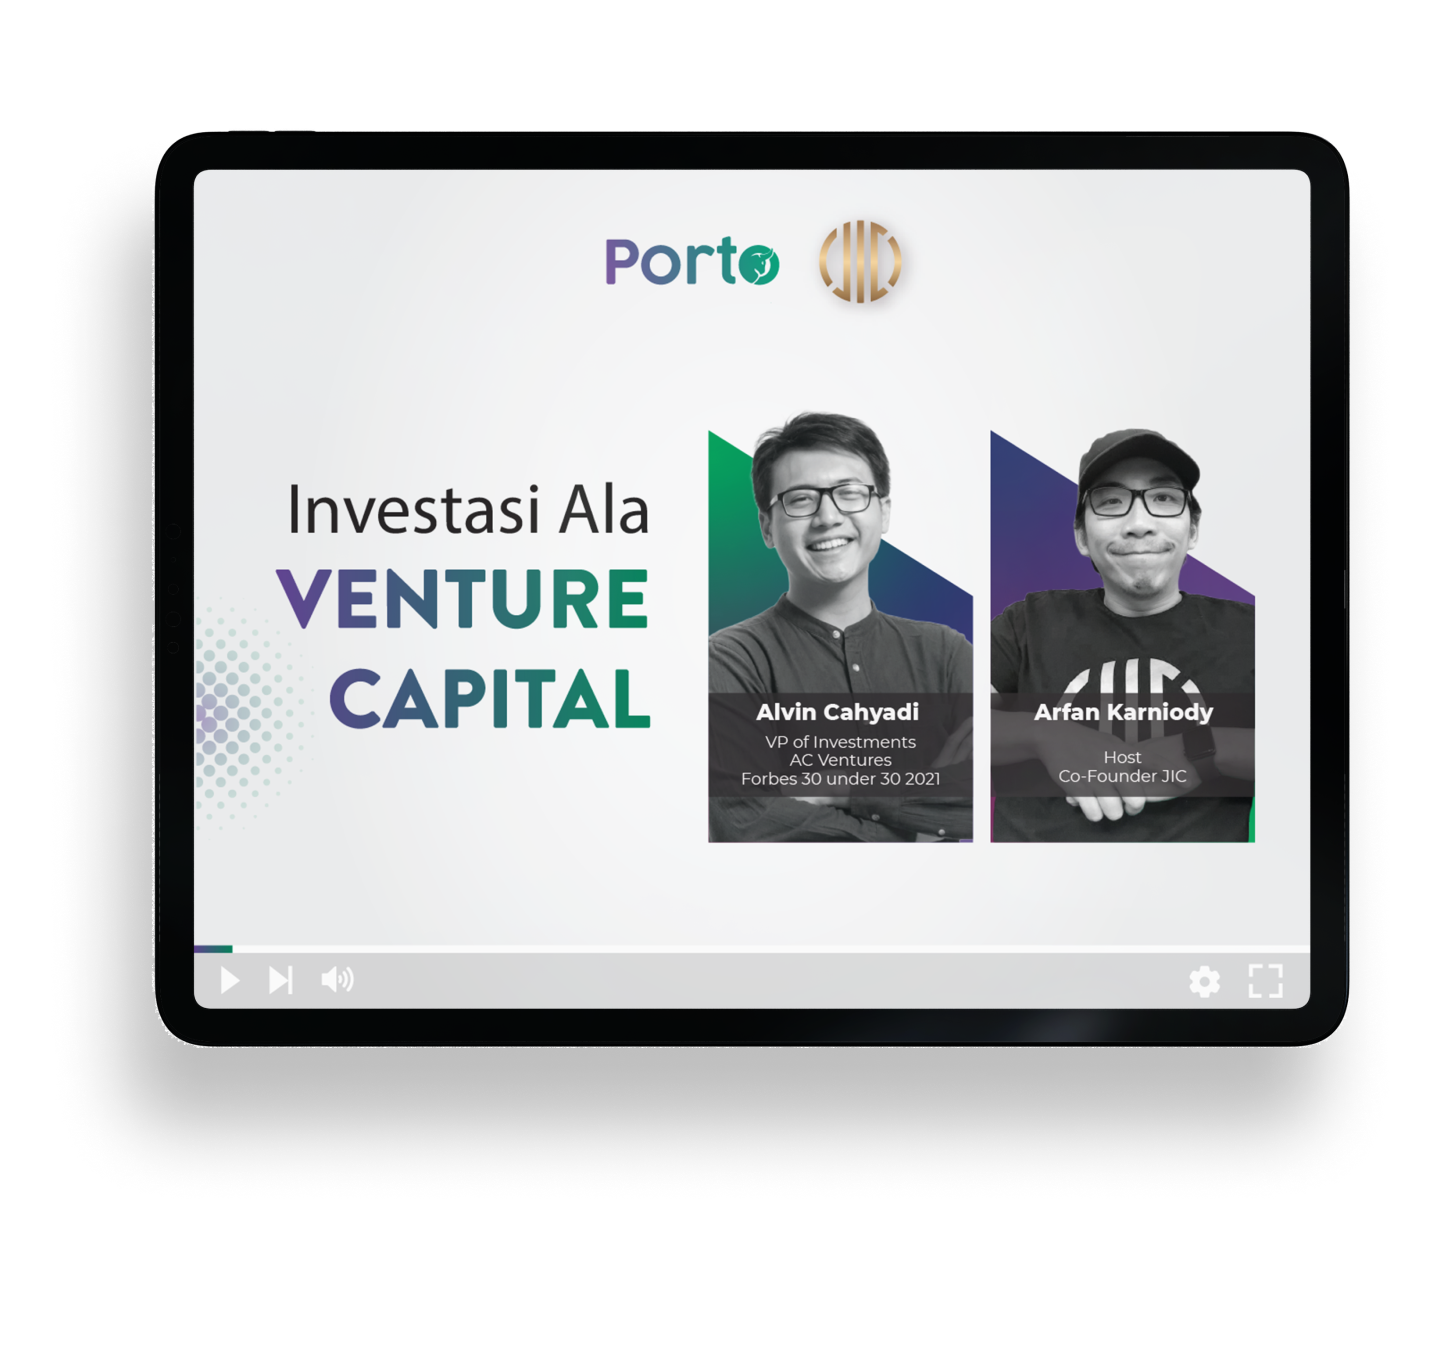 Porto
JIC
Investasi Ala
VENTURE
CAPITAL
Alvin Cahyadi
VP of Investments
AC Ventures
Forbes 30 under 30 2021
Arfan Karniody
Host
Co-Founder JIC